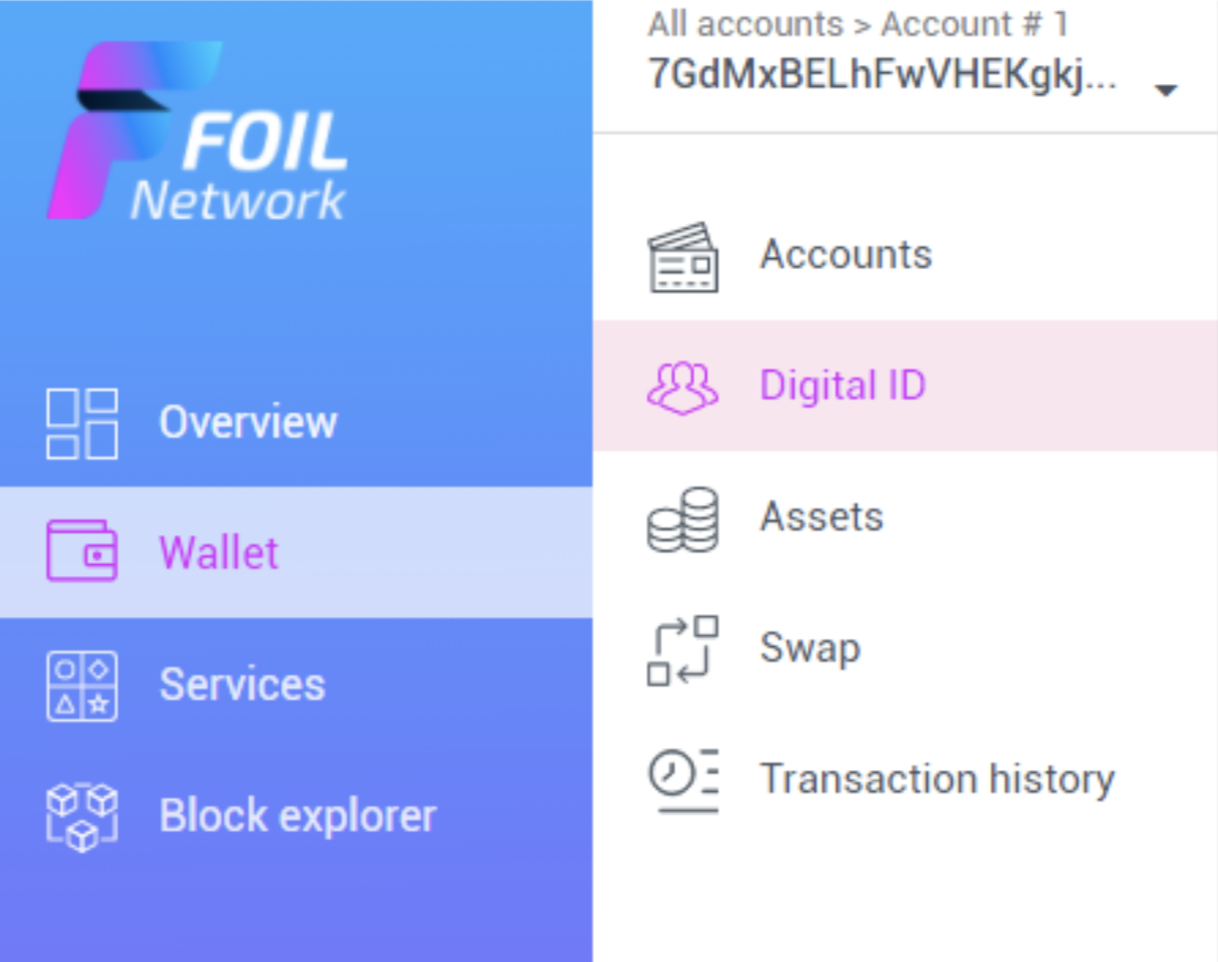 FOIL
Network
Overview
Wallet
Services
Block explorer
All accounts > Account # 1
7GdMxBELhFwVHEKgkj...
Accounts
Digital ID
Assets
Swap
Transaction history